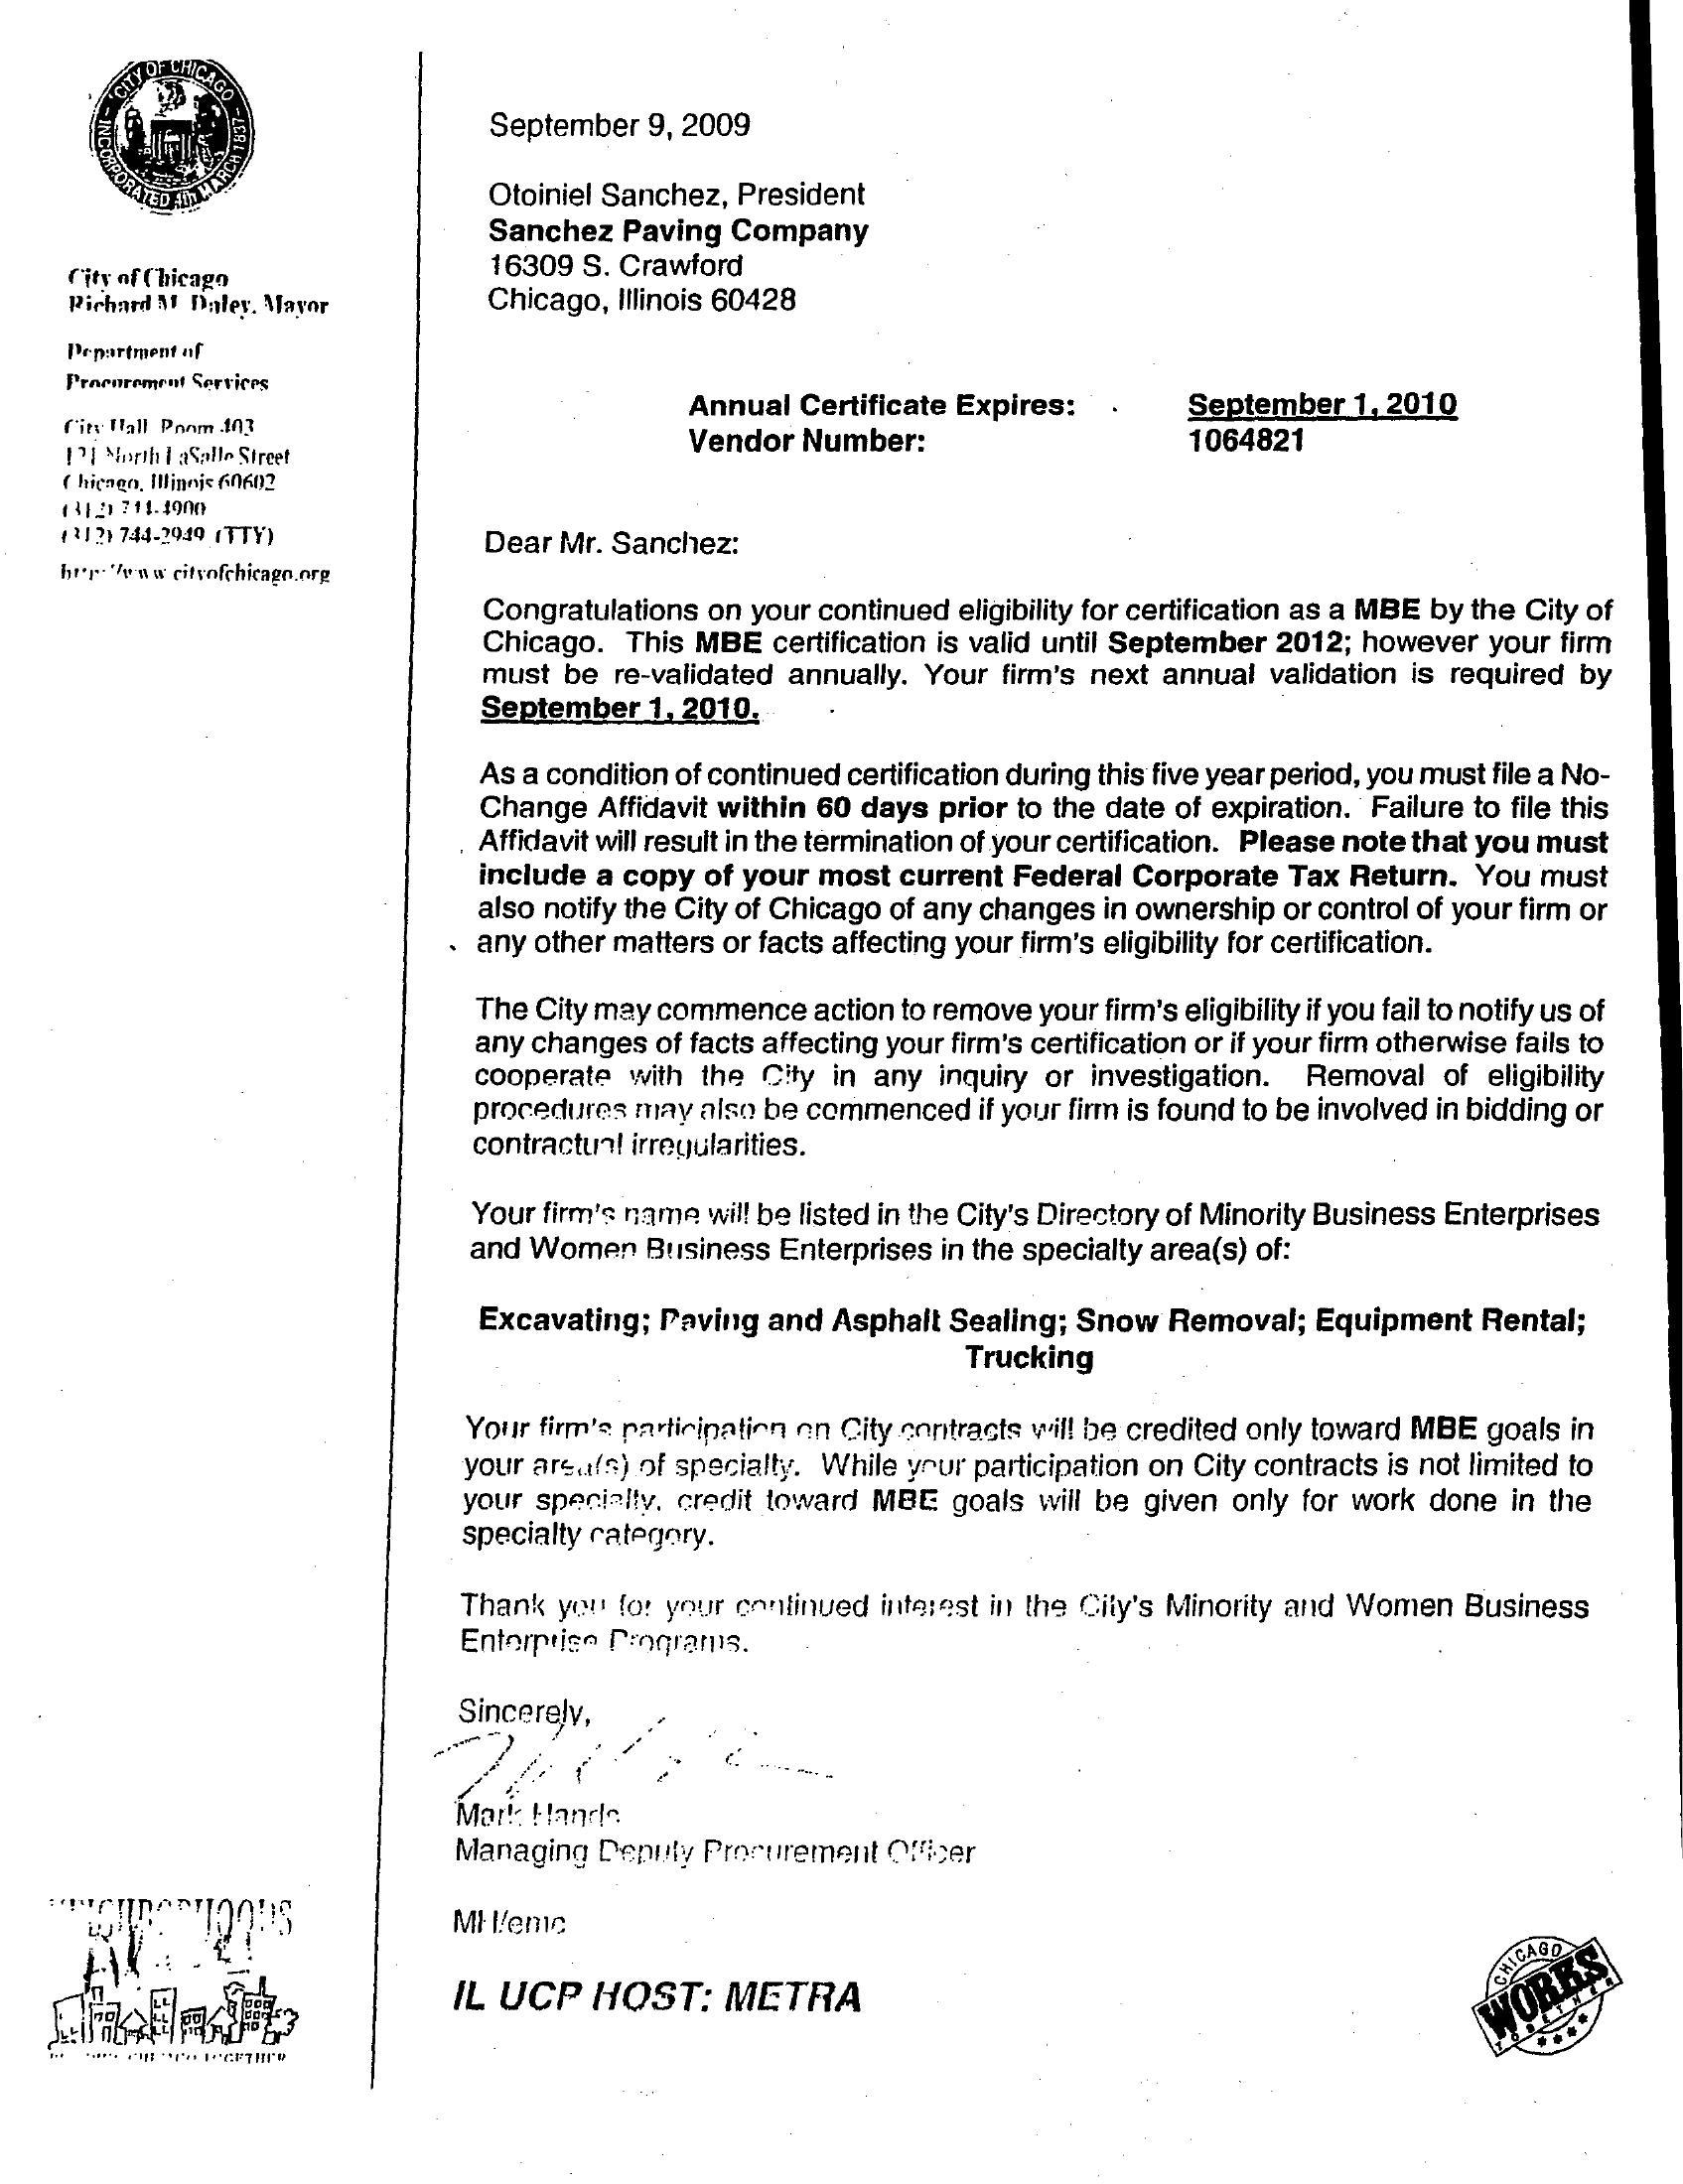 CITY OF CHICAGO
INCORPORATED 4th MARCH 1837
City of Chicago
Richard M. Daley, Mayor
Department of
Procurement Services
City Hall, Room 403
121 North LaSalle Street
Chicago, Illinois 60602
(312) 744-4900
(312) 744-2949 (TTY)
http://www.cityofchicago.org
September 9, 2009
Otoiniel Sanchez, President
Sanchez Paving Company
16309 S. Crawford
Chicago, Illinois 60428
Annual Certificate Expires: September 1, 2010
Vendor Number: 1064821
Dear Mr. Sanchez:
Congratulations on your continued eligibility for certification as a MBE by the City of
Chicago. This MBE certification is valid until September 2012; however your firm
must be re-validated annually. Your firm's next annual validation is required by
September 1, 2010.
As a condition of continued certification during this five year period, you must file a No-
Change Affidavit within 60 days prior to the date of expiration. Failure to file this
Affidavit will result in the termination of your certification. Please note that you must
include a copy of your most current Federal Corporate Tax Return. You must
also notify the City of Chicago of any changes in ownership or control of your firm or
any other matters or facts affecting your firm's eligibility for certification.
The City may commence action to remove your firm's eligibility if you fail to notify us of
any changes of facts affecting your firm's certification or if your firm otherwise fails to
cooperate with the City in any inquiry or investigation. Removal of eligibility
procedures may also be commenced if your firm is found to be involved in bidding or
contractual irregularities.
Your firm's name will be listed in the City's Directory of Minority Business Enterprises
and Women Business Enterprises in the specialty area(s) of:
Excavating; Paving and Asphalt Sealing; Snow Removal; Equipment Rental;
Trucking
Your firm's participation on City contracts will be credited only toward MBE goals in
your area(s) of specialty. While your participation on City contracts is not limited to
your specialty, credit toward MBE goals will be given only for work done in the
specialty category.
Thank you for your continued interest in the City's Minority and Women Business
Enterprise Programs.
Sincerely,
Mark Hands
Managing Deputy Procurement Officer
MH/emc
IL UCP HOST: METRA
NEIGHBORHOODS
CHICAGO
WORKS
TOGETHER